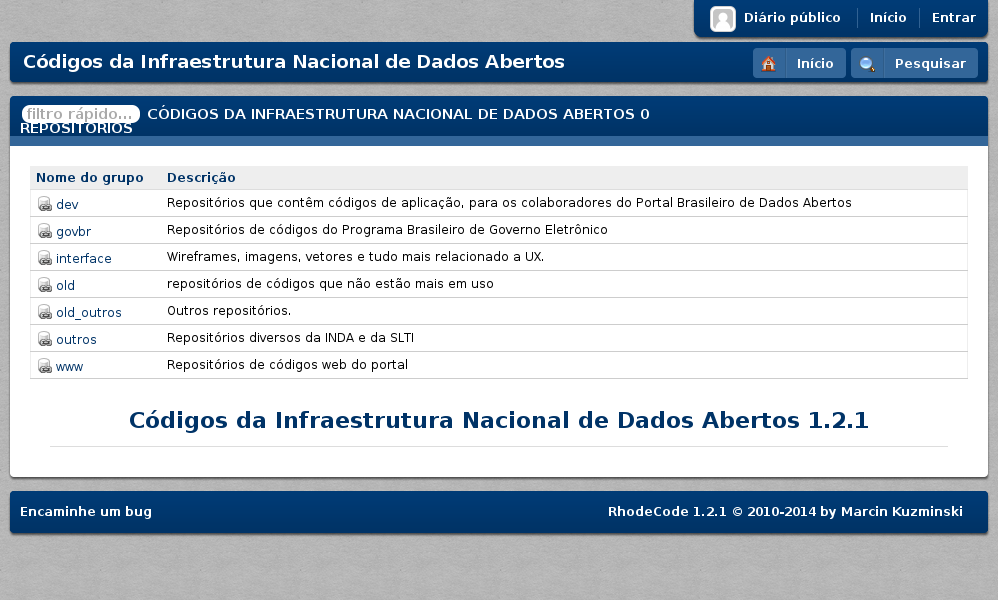 Diário público Início Entrar
Códigos da Infraestrutura Nacional de Dados Abertos Início Pesquisar
filtro rápido... CÓDIGOS DA INFRAESTRUTURA NACIONAL DE DADOS ABERTOS 0
REPOSITÓRIOS
Nome do grupo Descrição
dev Repositórios que contêm códigos de aplicação, para os colaboradores do Portal Brasileiro de Dados Abertos
govbr Repositórios de códigos do Programa Brasileiro de Governo Eletrônico
interface Wireframes, imagens, vetores e tudo mais relacionado a UX.
old repositórios de códigos que não estão mais em uso
old_outros Outros repositórios.
outros Repositórios diversos da INDA e da SLTI
www Repositórios de códigos web do portal
Códigos da Infraestrutura Nacional de Dados Abertos 1.2.1
Encaminhe um bug RhodeCode 1.2.1 © 2010-2014 by Marcin Kuzminski